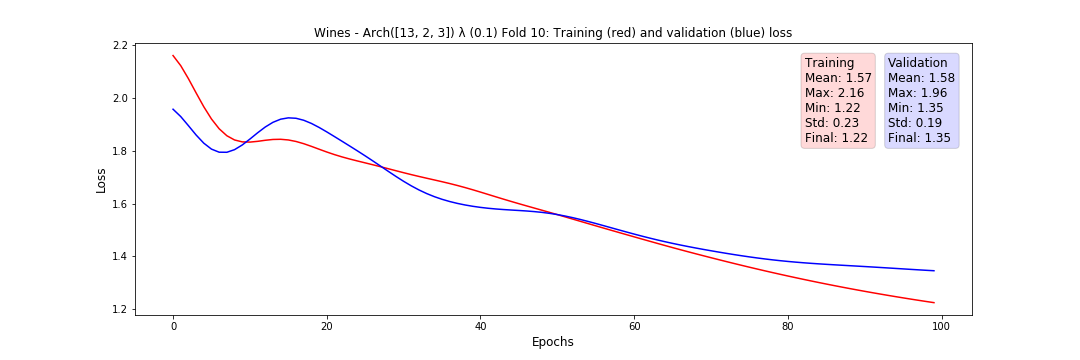 Wines - Arch([13, 2, 3]) λ (0.1) Fold 10: Training (red) and validation (blue) loss
2.2
2.0
1.8
1.6
1.4
1.2
Loss
Training
Mean: 1.57
Max: 2.16
Min: 1.22
Std: 0.23
Final: 1.22
Validation
Mean: 1.58
Max: 1.96
Min: 1.35
Std: 0.19
Final: 1.35
0 20 40 60 80 100
Epochs